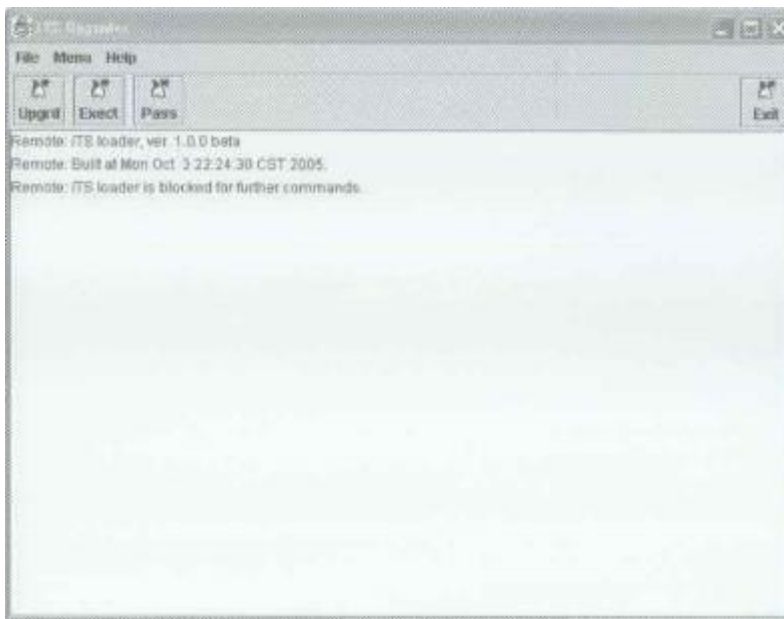 File Menu Help
Upgrd Exect Pass Exit
Remote: iTS loader, ver. 1.0.0 beta
Remote: Built at Mon Oct 3 22:24:30 CST 2005.
Remote: iTS loader is blocked for further commands.